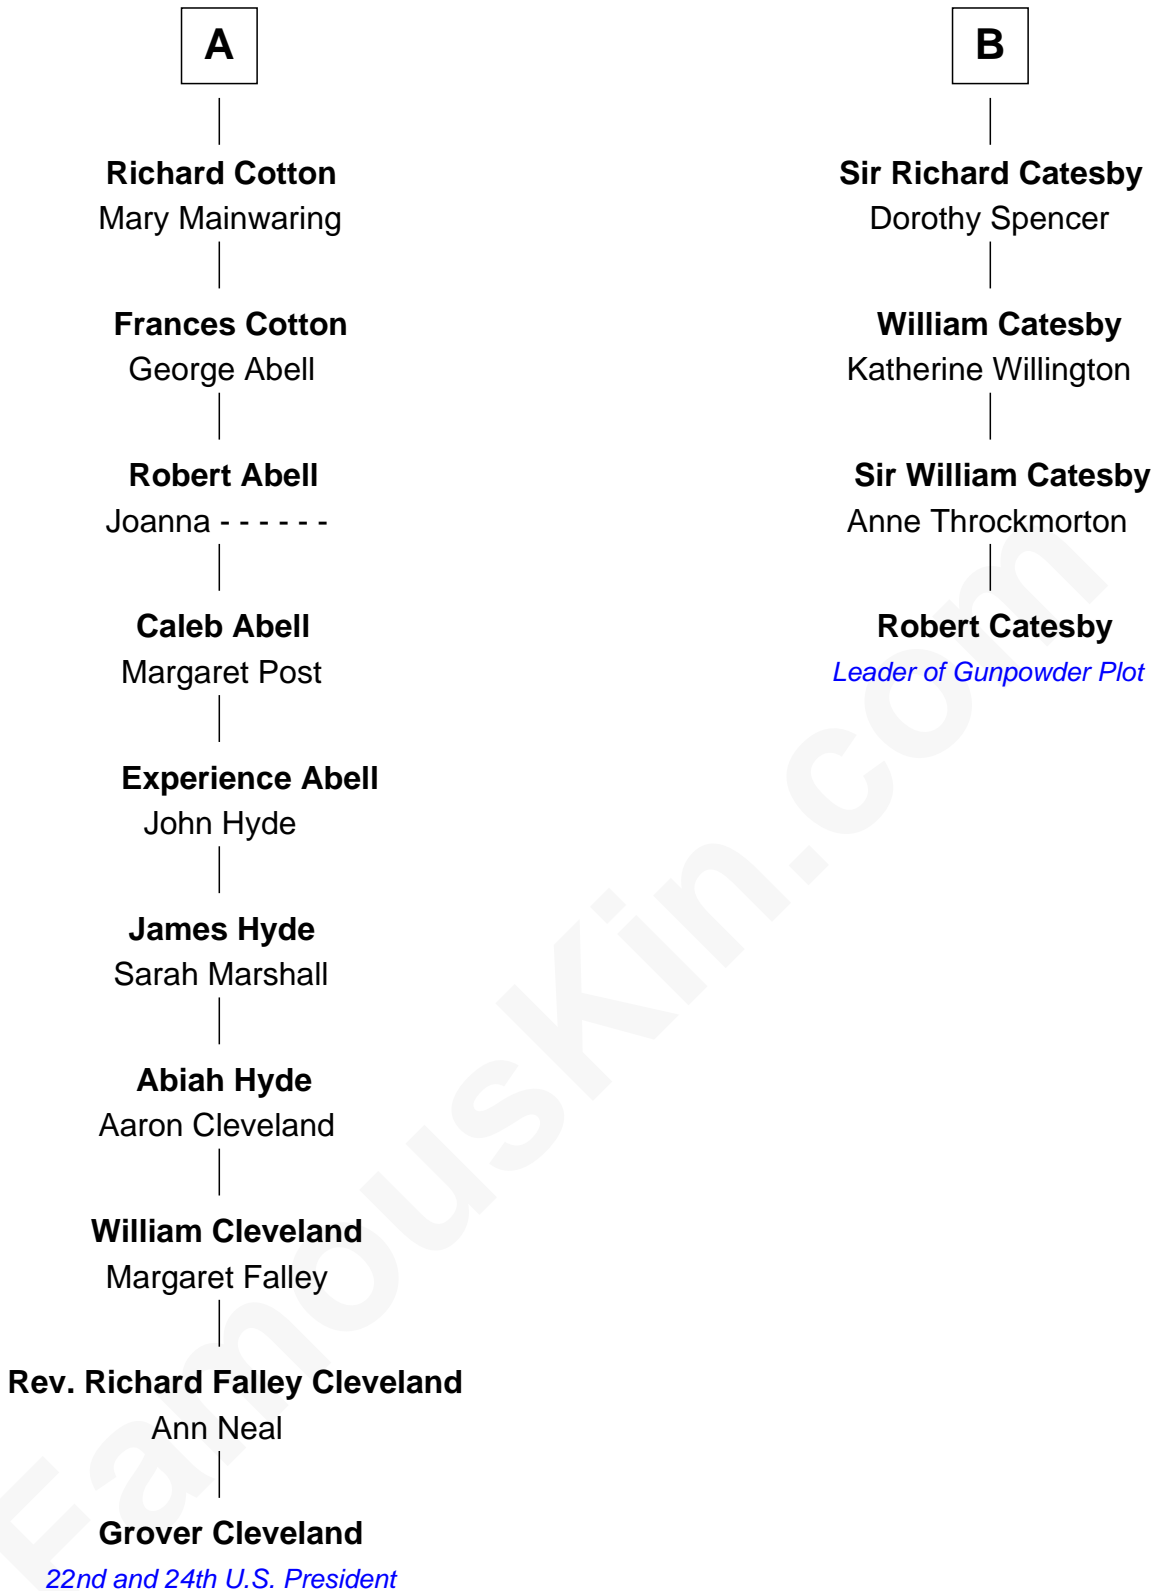 A
Richard Cotton
Mary Mainwaring
Frances Cotton
George Abell
Robert Abell
Joanna - - - - - -
Caleb Abell
Margaret Post
Experience Abell
John Hyde
James Hyde
Sarah Marshall
Abiah Hyde
Aaron Cleveland
William Cleveland
Margaret Falley
Rev. Richard Falley Cleveland
Ann Neal
Grover Cleveland
22nd and 24th U.S. President
B
Sir Richard Catesby
Dorothy Spencer
William Catesby
Katherine Willington
Sir William Catesby
Anne Throckmorton
Robert Catesby
Leader of Gunpowder Plot
FamousKin.com